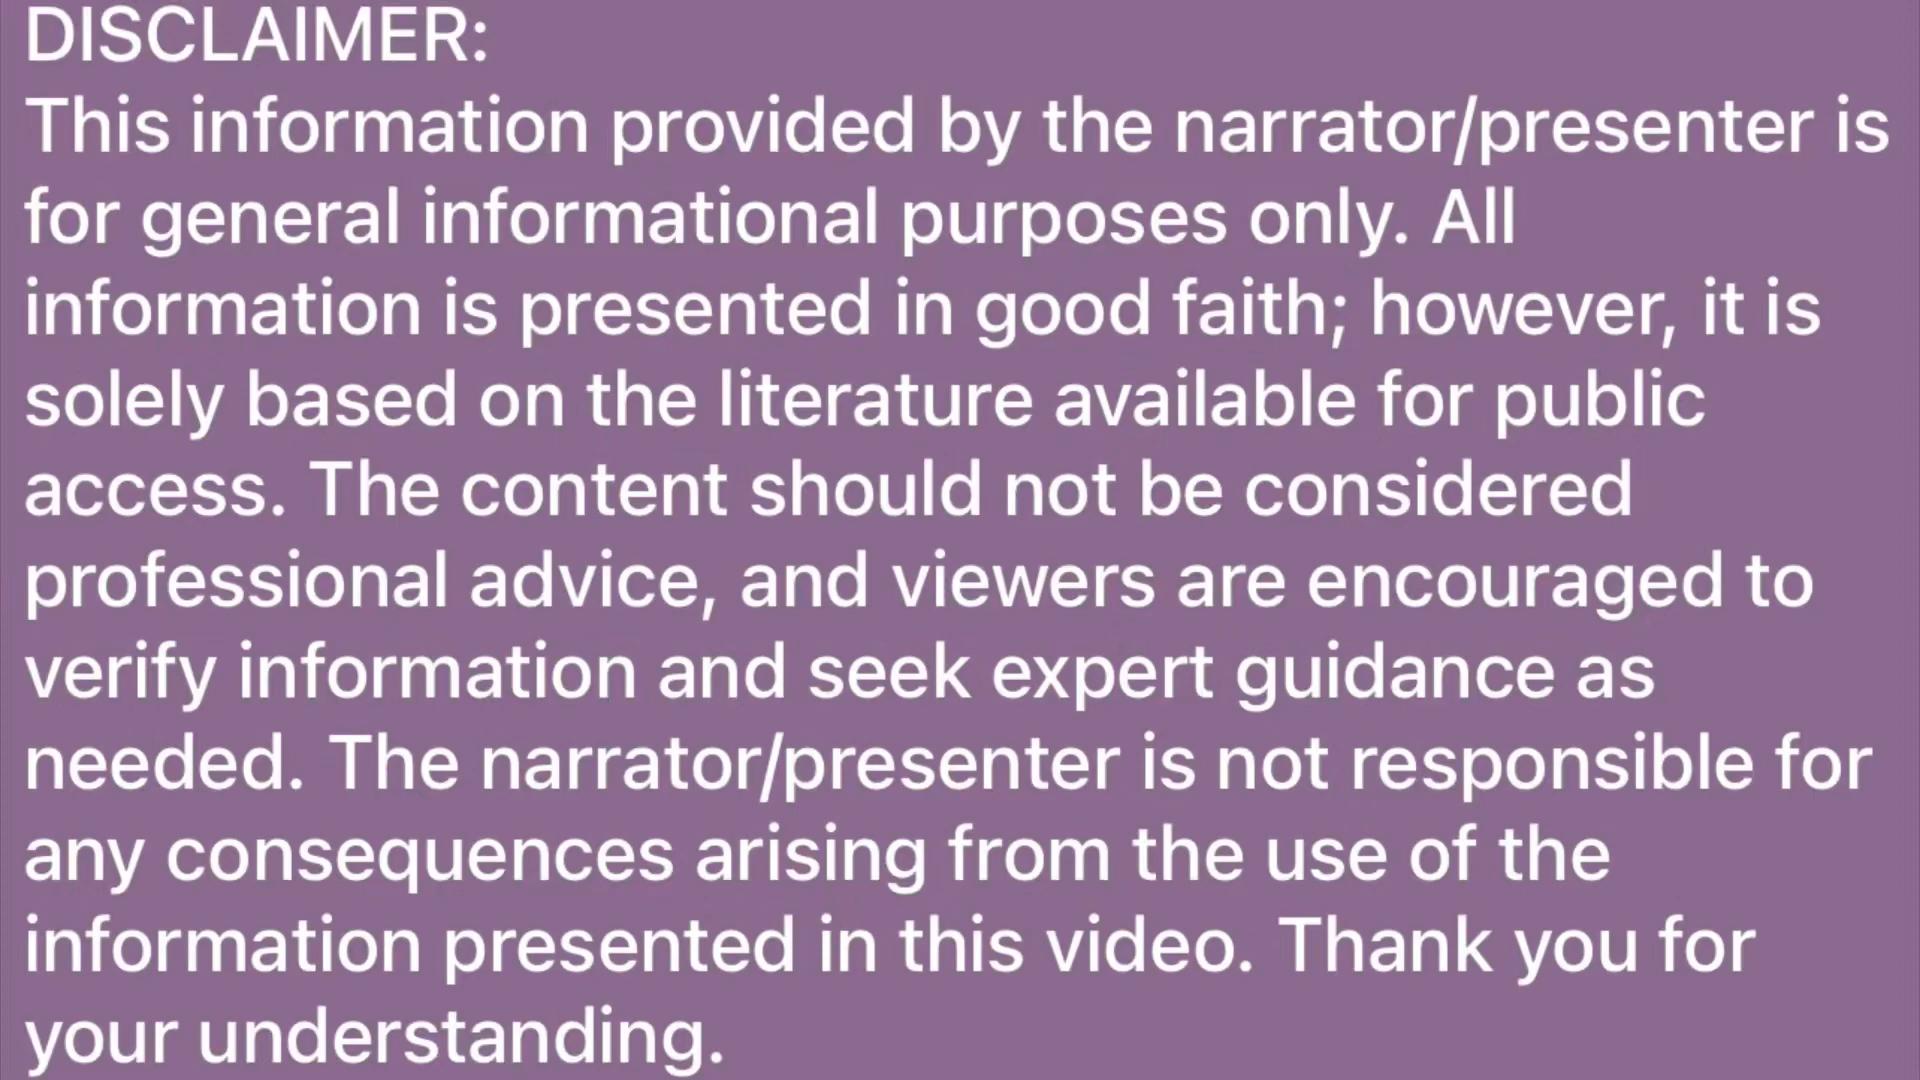 DISCLAIMER:
This information provided by the narrator/presenter is
for general informational purposes only. All
information is presented in good faith; however, it is
solely based on the literature available for public
access. The content should not be considered
professional advice, and viewers are encouraged to
verify information and seek expert guidance as
needed. The narrator/presenter is not responsible for
any consequences arising from the use of the
information presented in this video. Thank you for
your understanding.